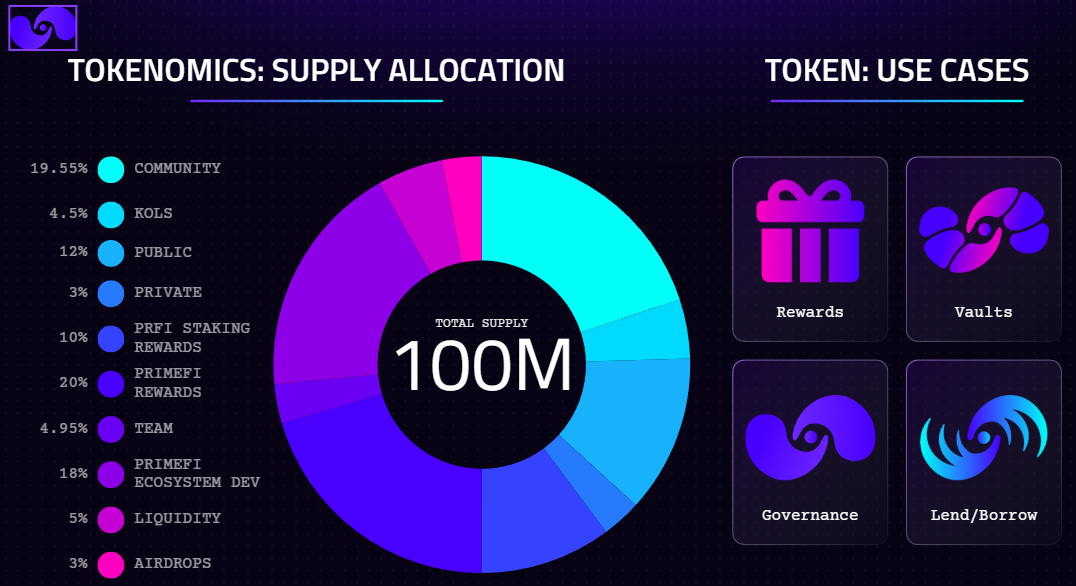 TOKENOMICS: SUPPLY ALLOCATION
19.55% COMMUNITY
4.5% KOLS
12% PUBLIC
3% PRIVATE
10% PRFI STAKING
REWARDS
20% PRIMEFI
REWARDS
4.95% TEAM
18% PRIMEFI
ECOSYSTEM DEV
5% LIQUIDITY
3% AIRDROPS
TOTAL SUPPLY
100M
TOKEN: USE CASES
Rewards
Vaults
Governance
Lend/Borrow